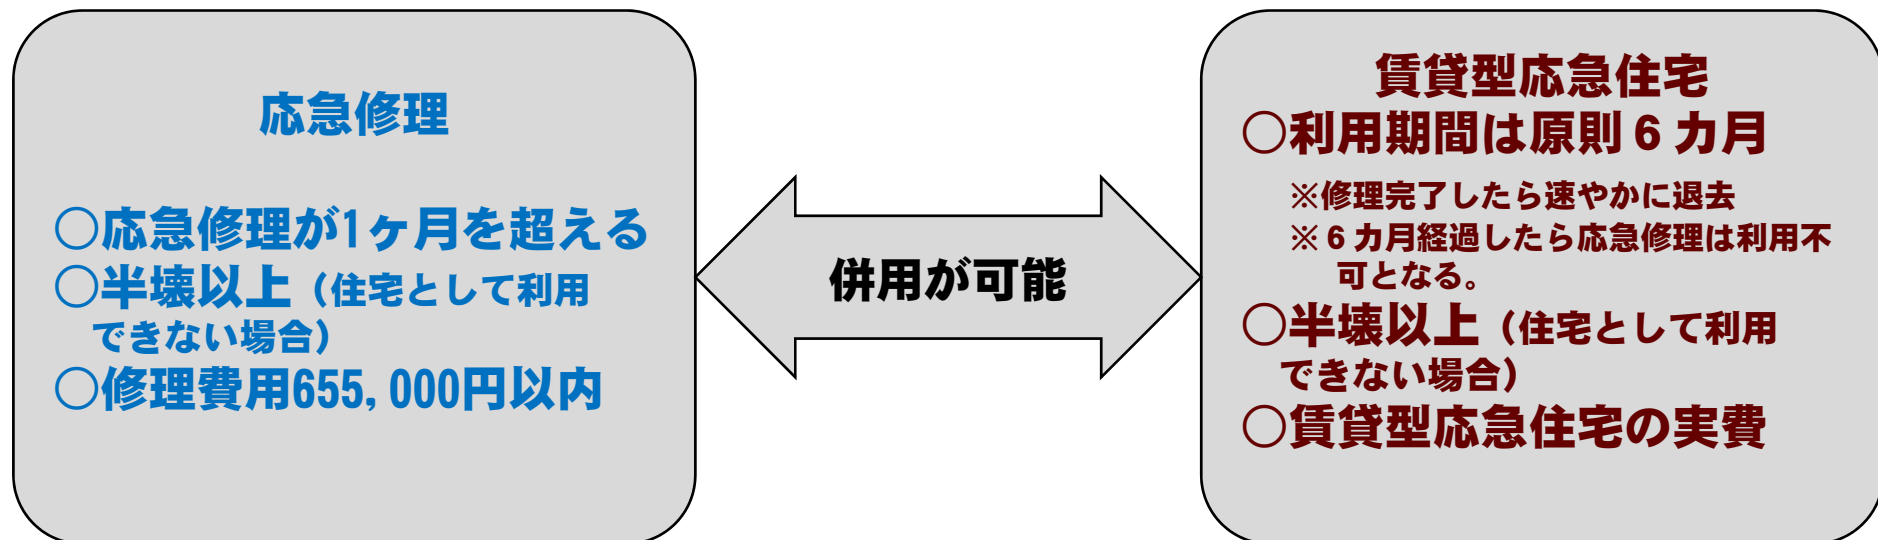 応急修理
○応急修理が1ヶ月を超える
○半壊以上（住宅として利用
できない場合）
○修理費用655,000円以内
併用が可能
賃貸型応急住宅
○利用期間は原則６カ月
※修理完了したら速やかに退去
※６カ月経過したら応急修理は利用不
可となる。
○半壊以上（住宅として利用
できない場合）
○賃貸型応急住宅の実費